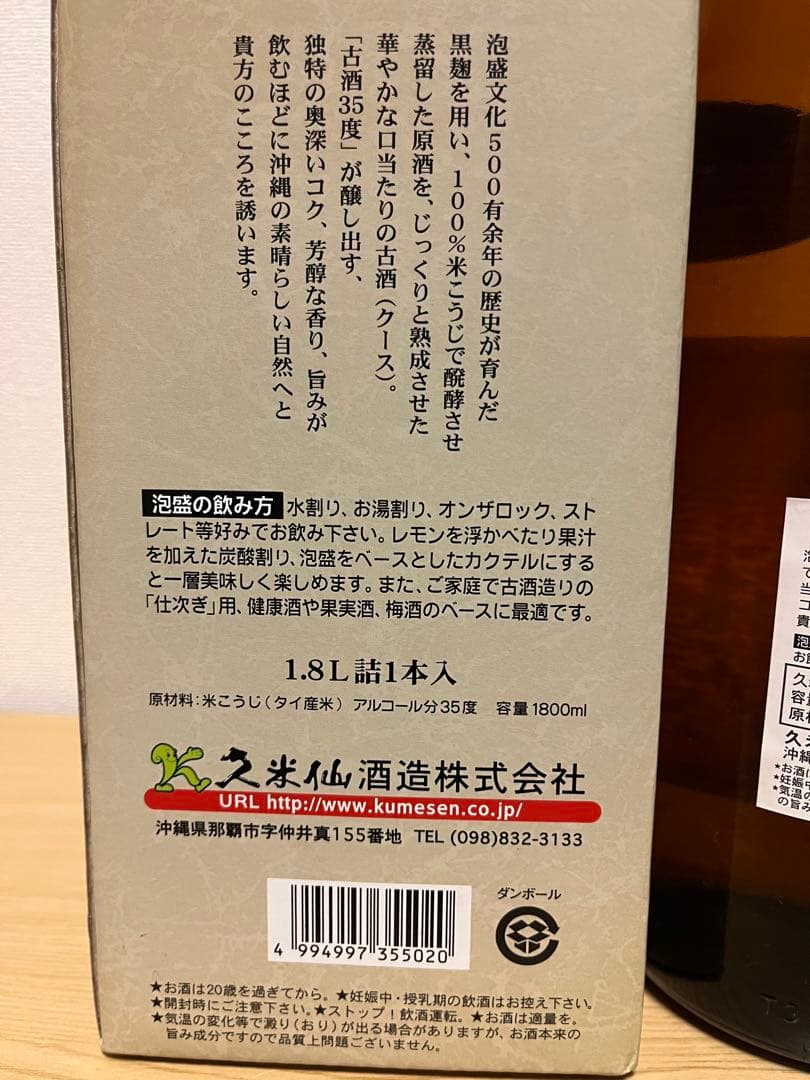 泡盛文化500有余年の歴史が育んだ
黒麹を用い、100%米こうじで醗酵させ
蒸留した原酒を、じっくりと熟成させた
華やかな口当たりの古酒(クース)。
「古酒35度」が醸し出す、
独特の奥深いコク、芳醇な香り、旨みが
飲むほどに沖縄の素晴らしい自然へと
貴方のこころを誘います。
泡盛の飲み方 水割り、お湯割り、オンザロック、スト
レート等好みでお飲み下さい。レモンを浮かべたり果汁
を加えた炭酸割り、泡盛をベースとしたカクテルにする
と一層美味しく楽しめます。また、ご家庭で古酒造りの
「仕次ぎ」用、健康酒や果実酒、梅酒のベースに最適です。
1.8L詰1本入
原材料:米こうじ(タイ産米) アルコール分35度 容量1800ml
久米仙酒造株式会社
URL http://www.kumesen.co.jp/
沖縄県那覇市字仲井真155番地 TEL (098)832-3133
ダンボール
4 994997 355020
★お酒は20歳を過ぎてから。★妊娠中・授乳期の飲酒はお控え下さい。
★開封時にご注意下さい。★ストップ!飲酒運転。★お酒は適量を。
★気温の変化等で澱り(おり)が出る場合がありますが、お酒本来の
旨み成分ですので品質上問題ございません。